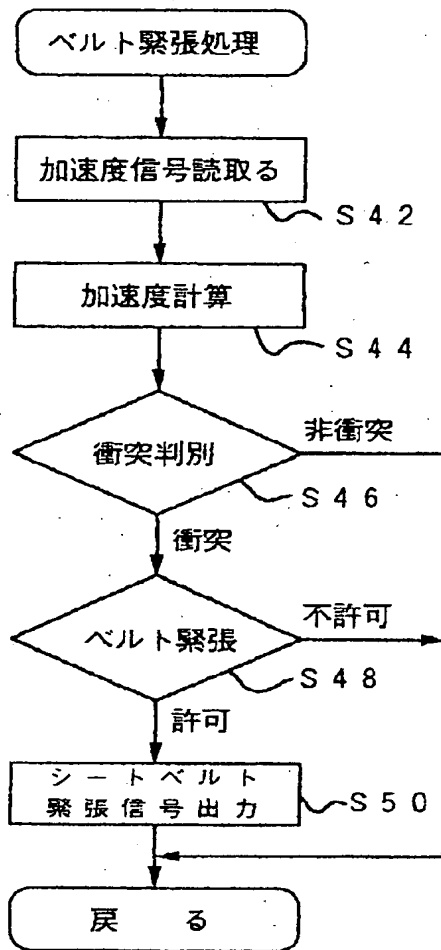 ベルト緊張処理
加速度信号読取る
S42
加速度計算
S44
衝突判別
非衝突
S46
衝突
ベルト緊張
不許可
S48
許可
シートベルト
緊張信号出力
S50
戻る